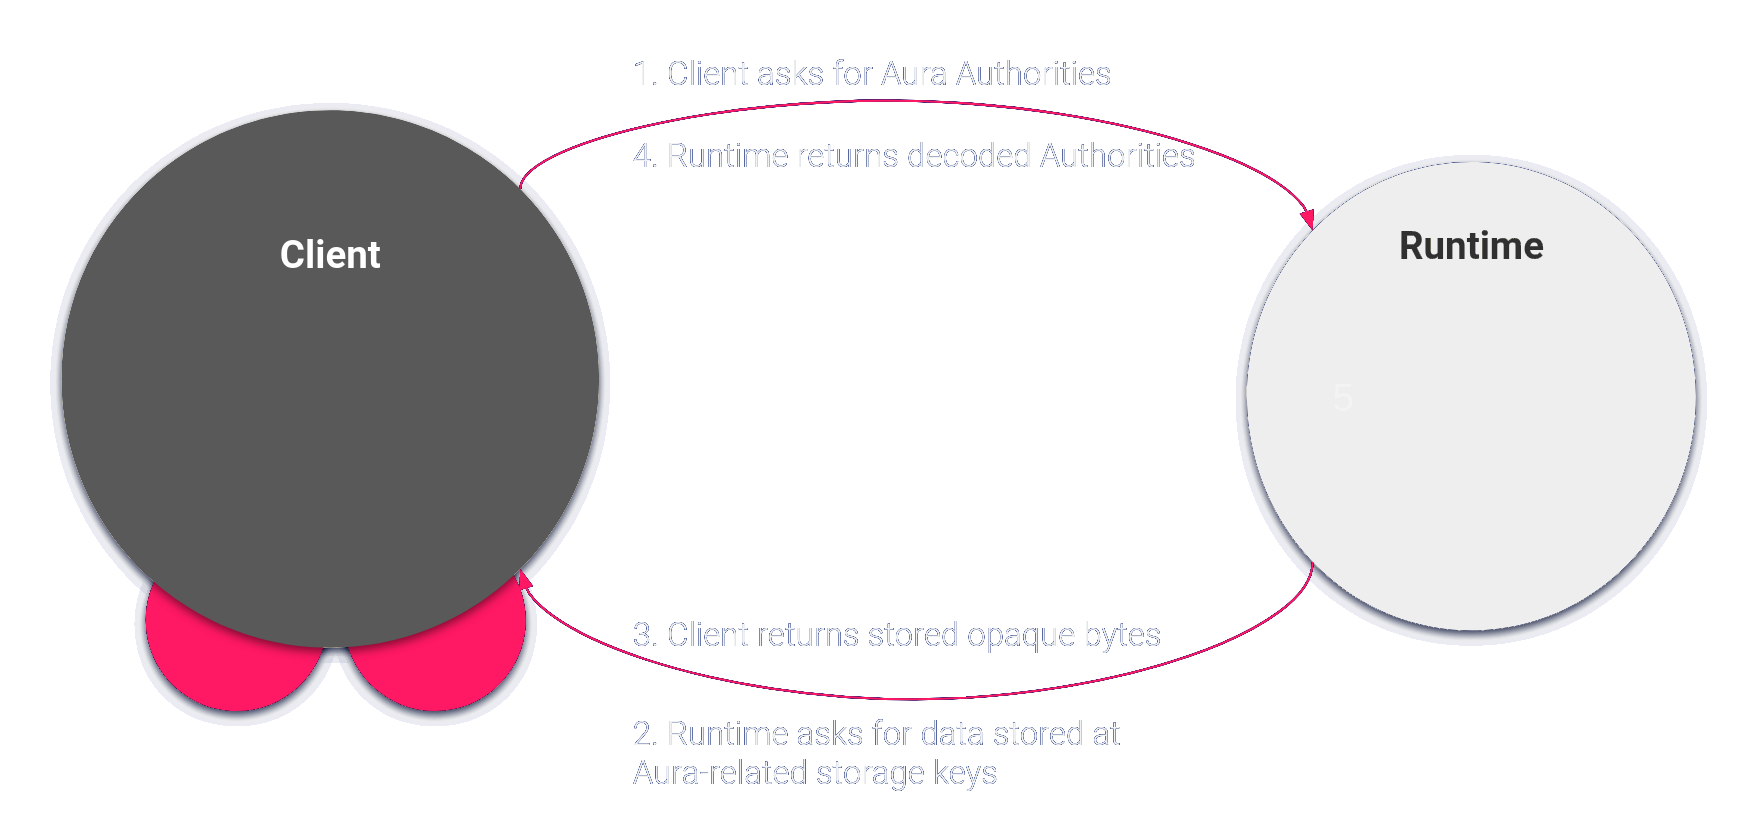 1. Client asks for Aura Authorities
4. Runtime returns decoded Authorities
Client
Runtime
5
3. Client returns stored opaque bytes
2. Runtime asks for data stored at
Aura-related storage keys